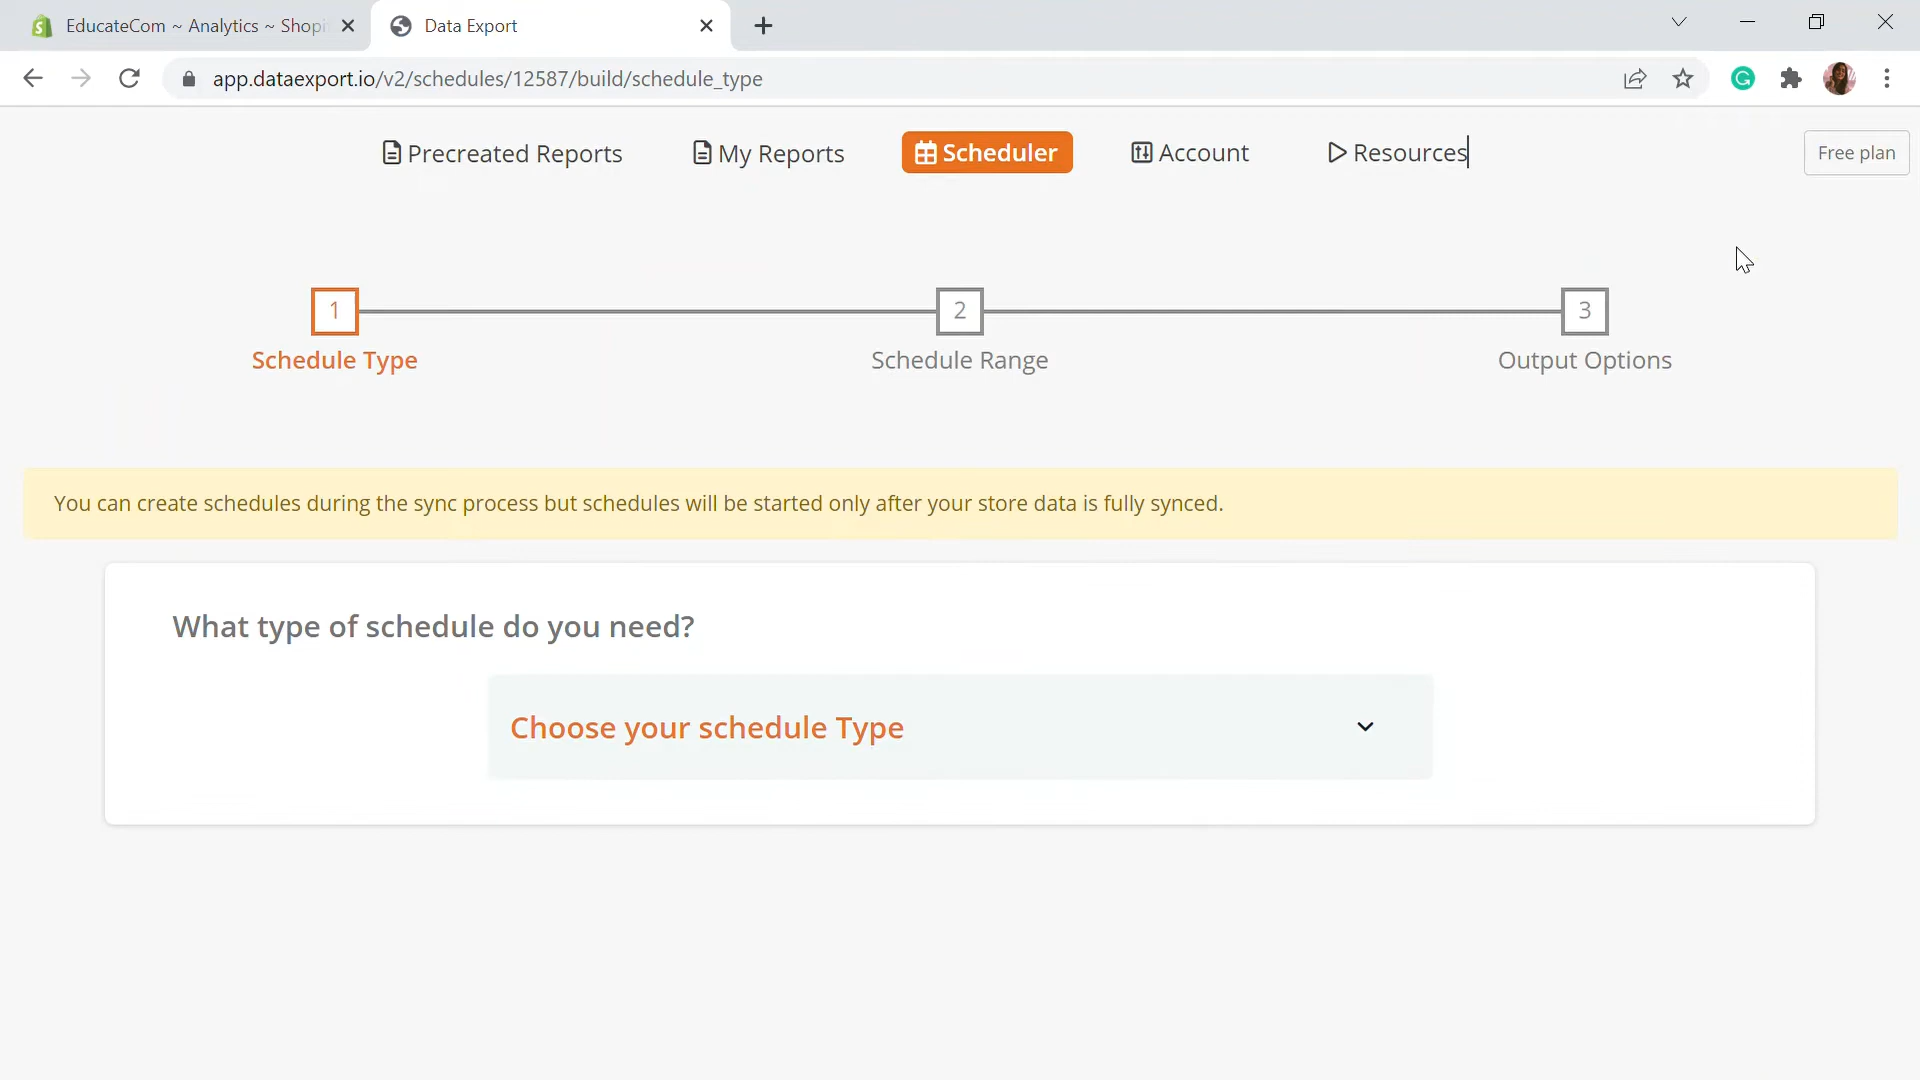 EducateCom ~ Analytics ~ Shopi
Data Export
app.dataexport.io/v2/schedules/12587/build/schedule_type
Precreated Reports
My Reports
Scheduler
Account
Resources
Free plan
1
2
3
Schedule Type
Schedule Range
Output Options
You can create schedules during the sync process but schedules will be started only after your store data is fully synced.
What type of schedule do you need?
Choose your schedule Type